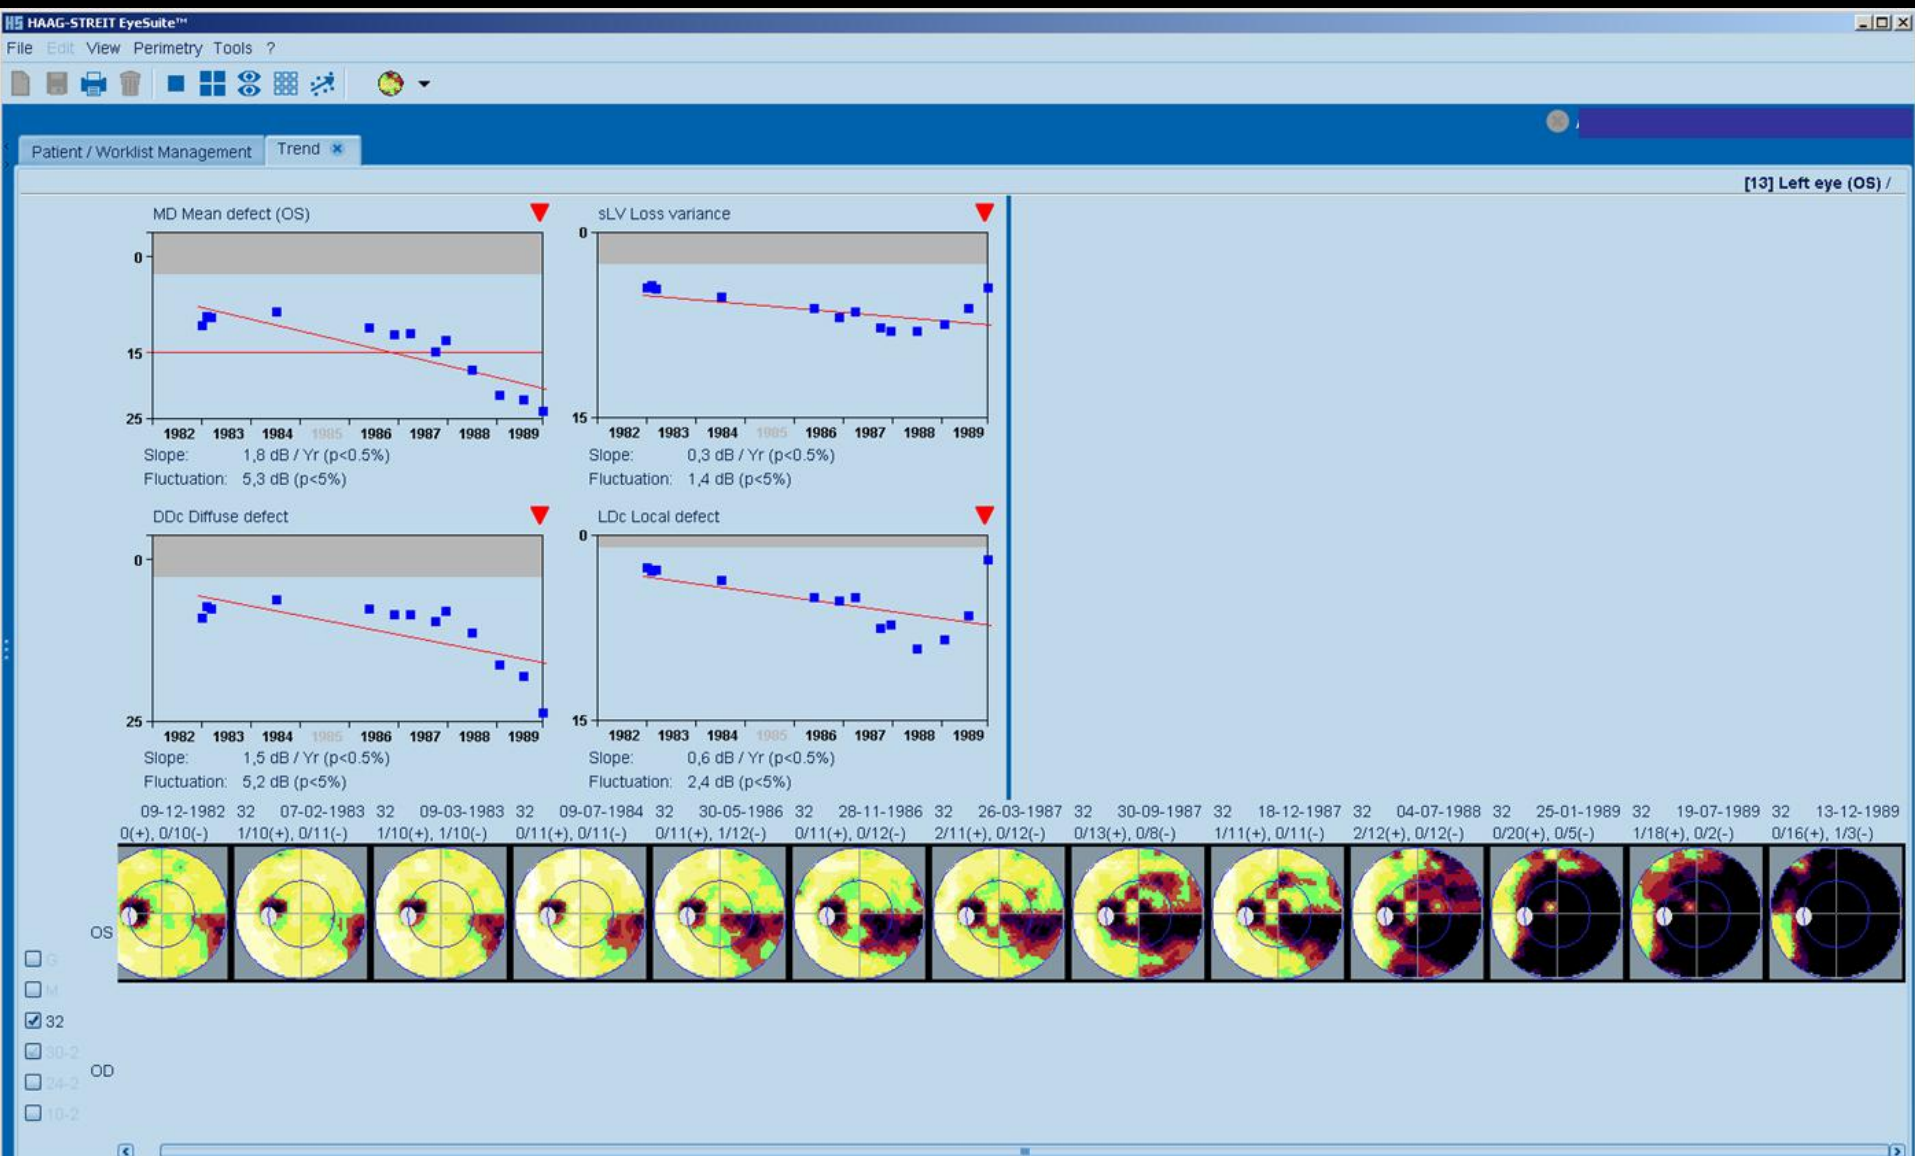 HS HAAG-STREIT EyeSuite™
File Edit View Perimetry Tools ?
Patient / Worklist Management Trend
[13] Left eye (OS) /
MD Mean defect (OS)
0
15
25
1982 1983 1984 1985 1986 1987 1988 1989
Slope: 1,8 dB / Yr (p<0.5%)
Fluctuation: 5,3 dB (p<5%)
sLV Loss variance
0
15
1982 1983 1984 1985 1986 1987 1988 1989
Slope: 0,3 dB / Yr (p<0.5%)
Fluctuation: 1,4 dB (p<5%)
DDc Diffuse defect
0
25
1982 1983 1984 1985 1986 1987 1988 1989
Slope: 1,5 dB / Yr (p<0.5%)
Fluctuation: 5,2 dB (p<5%)
LDc Local defect
0
15
1982 1983 1984 1985 1986 1987 1988 1989
Slope: 0,6 dB / Yr (p<0.5%)
Fluctuation: 2,4 dB (p<5%)
09-12-1982 32 07-02-1983 32 09-03-1983 32 09-07-1984 32 30-05-1986 32 28-11-1986 32 26-03-1987 32 30-09-1987 32 18-12-1987 32 04-07-1988 32 25-01-1989 32 19-07-1989 32 13-12-1989
0(+), 0/10(-) 1/10(+), 0/11(-) 1/10(+), 1/10(-) 0/11(+), 0/11(-) 0/11(+), 1/12(-) 0/11(+), 0/12(-) 2/11(+), 0/12(-) 0/13(+), 0/8(-) 1/11(+), 0/11(-) 2/12(+), 0/12(-) 0/20(+), 0/5(-) 1/18(+), 0/2(-) 0/16(+), 1/3(-)
OS
G
M
32
30-2
OD
24-2
10-2